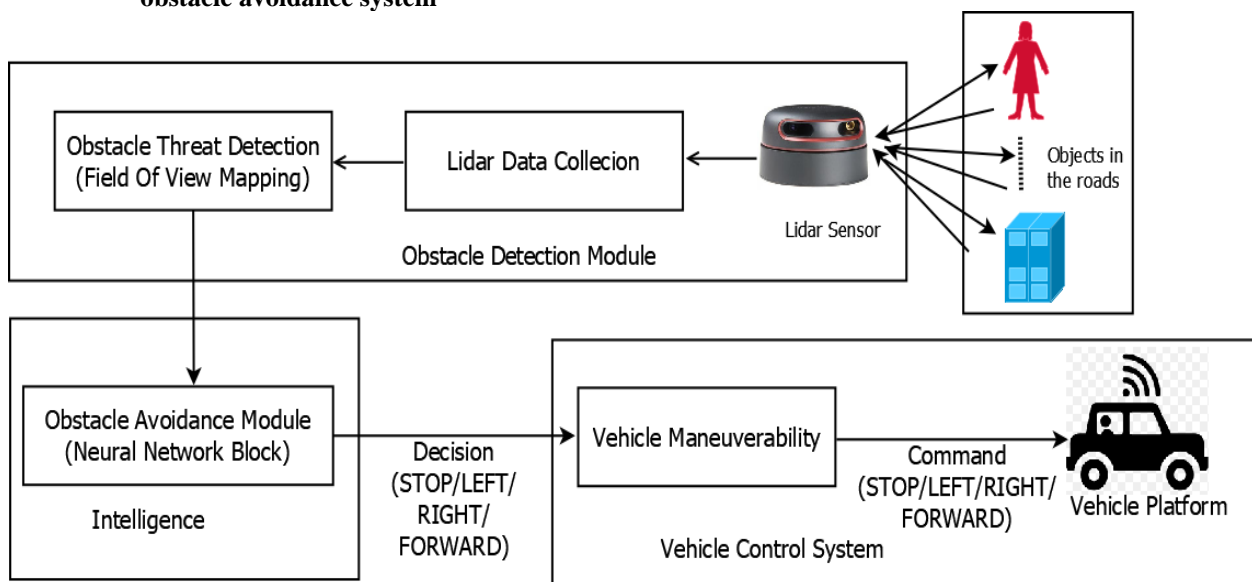 obstacle avoidance system
Obstacle Threat Detection
(Field Of View Mapping)
Lidar Data Collecion
Lidar Sensor
Objects in
the roads
Obstacle Detection Module
Obstacle Avoidance Module
(Neural Network Block)
Intelligence
Decision
(STOP/LEFT/
RIGHT/
FORWARD)
Vehicle Maneuverability
Command
(STOP/LEFT/RIGHT/
FORWARD)
Vehicle Platform
Vehicle Control System